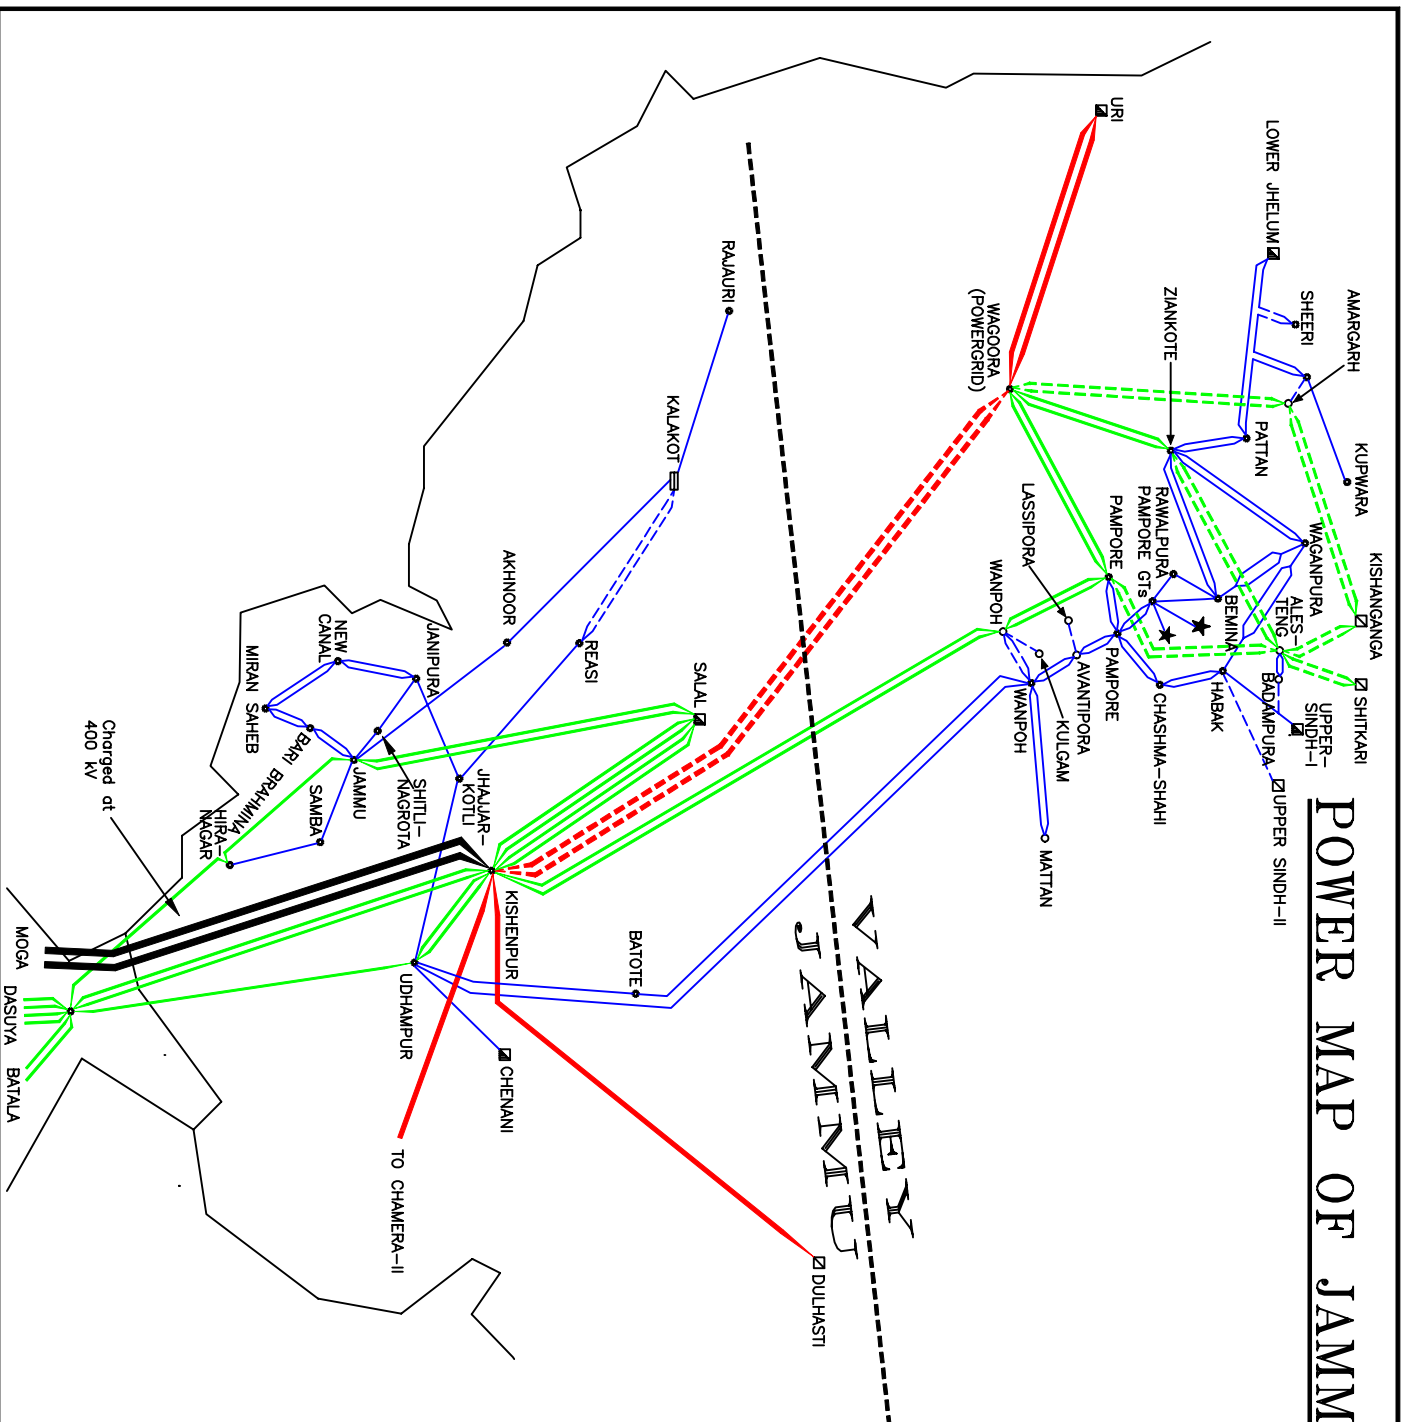 POWER MAP OF JAMM
AMARGARH
KUPWARA
KISHANGANGA
SHITKARI
SHEERI
WAGANPURA
ALES-
TENG
UPPER-
SINDH-I
LOWER JHELUM
PATTAN
BADAMPURA
UPPER SINDH-II
BEMINA
HABAK
ZIANKOTE
RAWALPURA
PAMPORE GTs
CHASHMA-SHAHI
URI
PAMPORE
PAMPORE
AVANTIPORA
KULGAM
MATTAN
LASSIPORA
WANPOH
WANPOH
WAGOORA
(POWERGRID)
VALLEY
JAMMU
DULHASTI
RAJAURI
KALAKOT
SALAL
BATOTE
REASI
AKHNOOR
KISHENPUR
CHENANI
JHAJJAR-
KOTLI
JANIPURA
SHITLI-
NAGROTA
UDHAMPUR
TO CHAMERA-II
NEW
CANAL
JAMMU
SAMBA
BARI BRAHMINA
MIRAN SAHEB
HIRA-
NAGAR
Charged at
400 kV
MOGA
DASUYA
BATALA